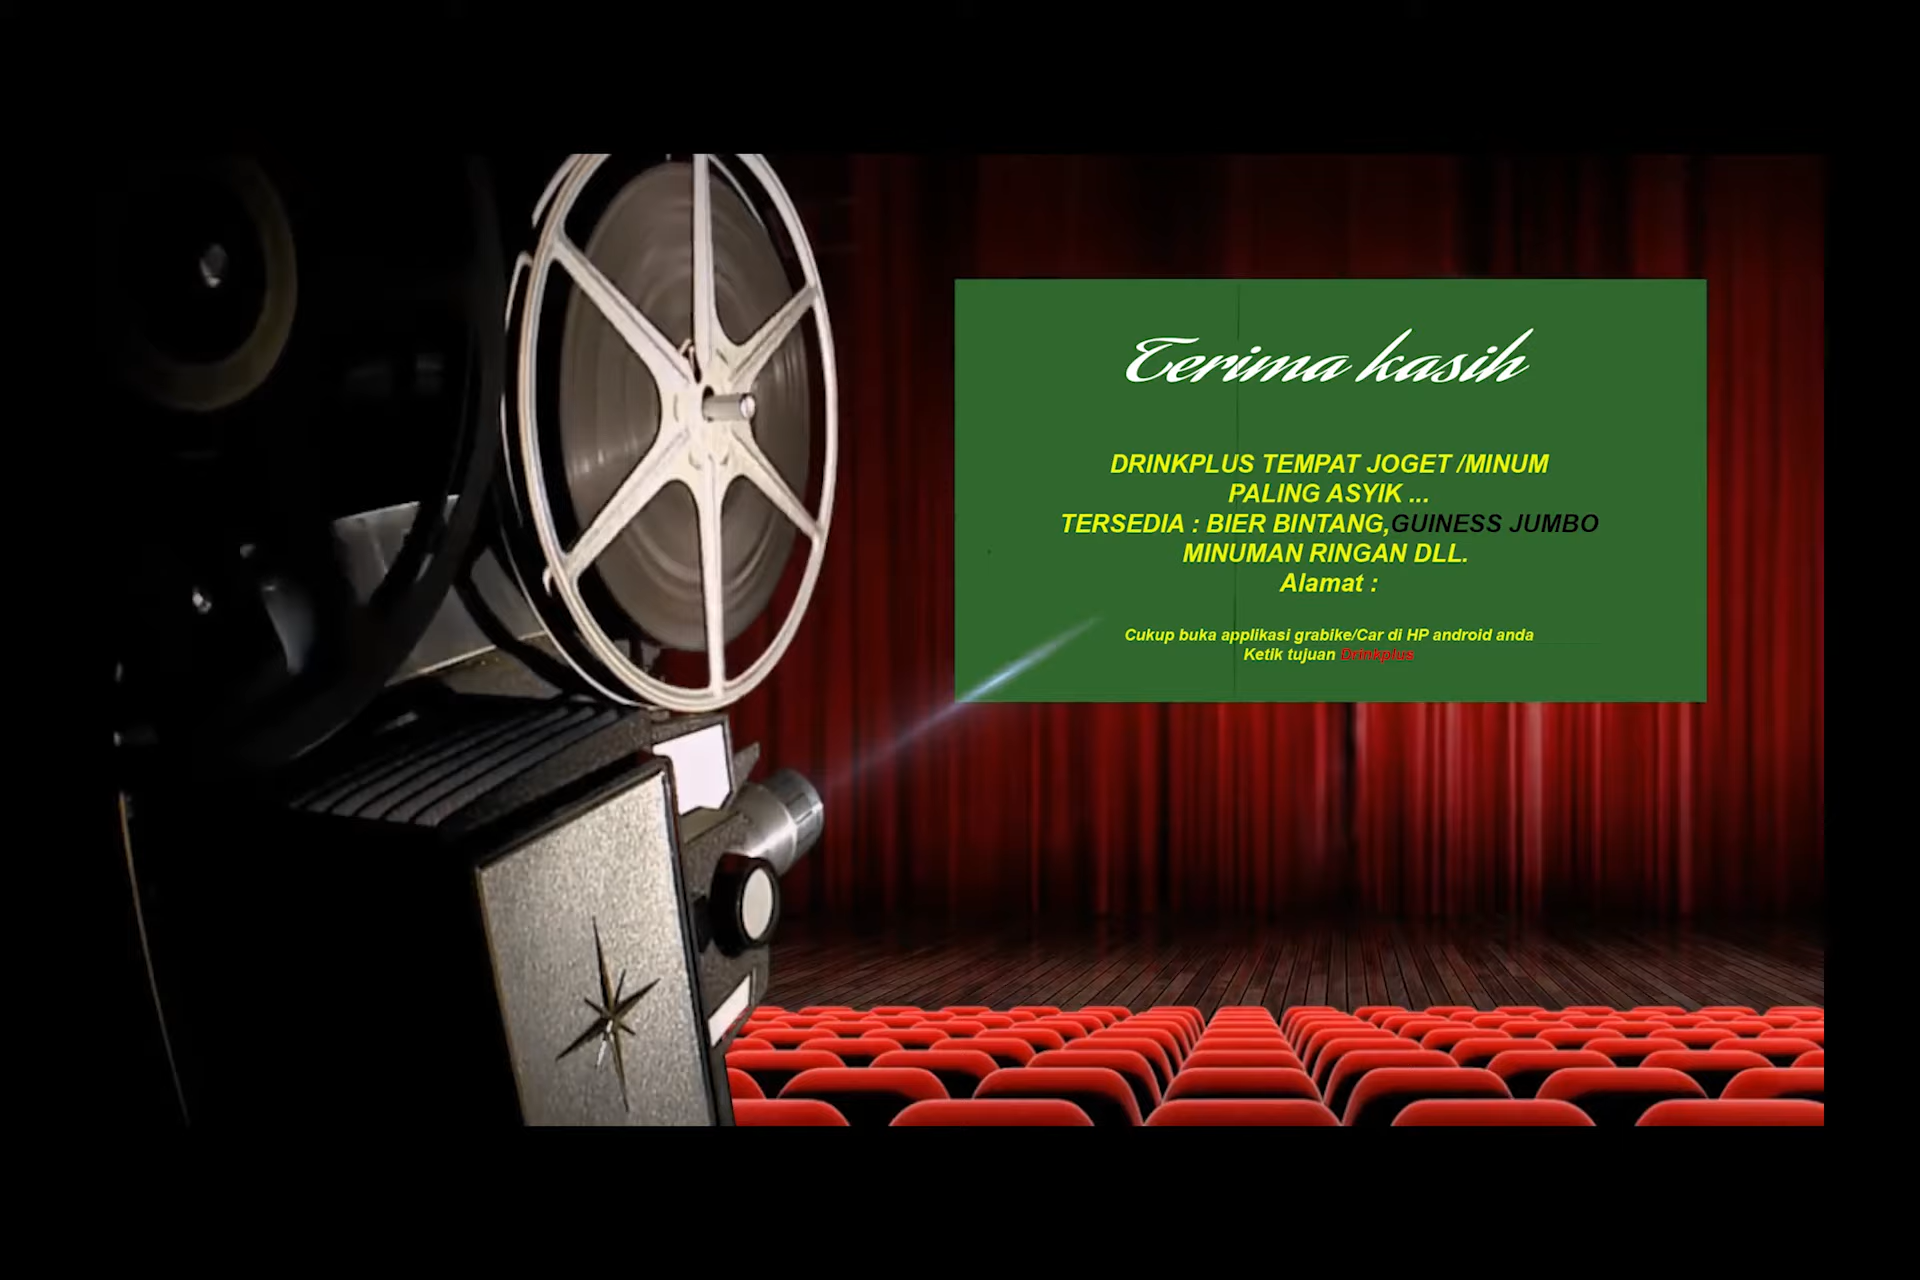 Terima kasih
DRINKPLUS TEMPAT JOGET /MINUM
PALING ASYIK ...
TERSEDIA : BIER BINTANG,GUINESS JUMBO
MINUMAN RINGAN DLL.
Alamat :
Cukup buka applikasi grabike/Car di HP android anda
Ketik tujuan Drinkplus